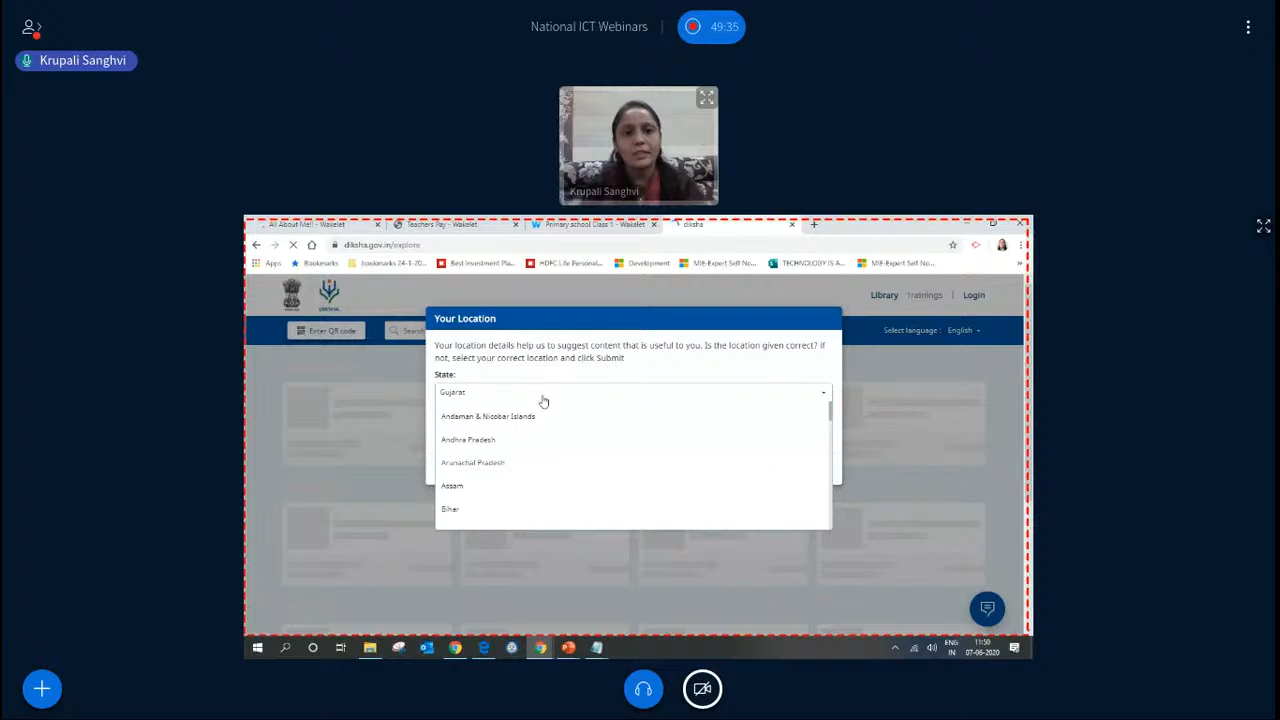 National ICT Webinars
49:35
Krupali Sanghvi
Krupali Sanghvi
All About Me!! - Wakelet
Teachers Pay - Wakelet
Primary school Class 1 - Wakelet
diksha
diksha.gov.in/explore
Apps
Bookmarks
bookmarks 24-1-20...
Best Investment Pla...
HDFC Life Personal...
Development
MIE-Expert Self No...
TECHNOLOGY IS A...
MIE-Expert Self No...
DIKSHA
Library
Trainings
Login
Enter QR code
Search
Select language :
English
Your Location
Your location details help us to suggest content that is useful to you. Is the location given correct? If
not, select your correct location and click Submit
State:
Gujarat
Andaman & Nicobar Islands
Andhra Pradesh
Arunachal Pradesh
Assam
Bihar
ENG
IN
11:50
07-06-2020